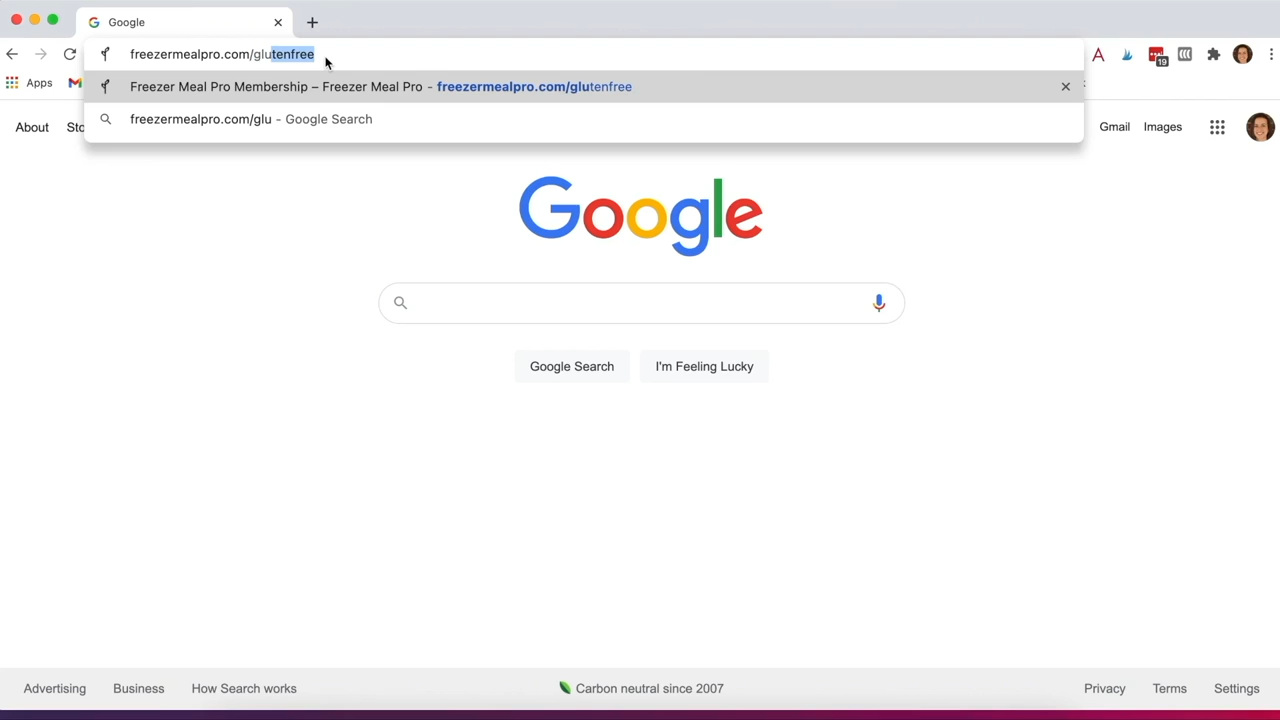 Google
freezermealpro.com/glutenfree
19
Freezer Meal Pro Membership – Freezer Meal Pro - freezermealpro.com/glutenfree
freezermealpro.com/glu - Google Search
Apps
About
Sto
Gmail
Images
Google
Google Search
I'm Feeling Lucky
Advertising
Business
How Search works
Carbon neutral since 2007
Privacy
Terms
Settings